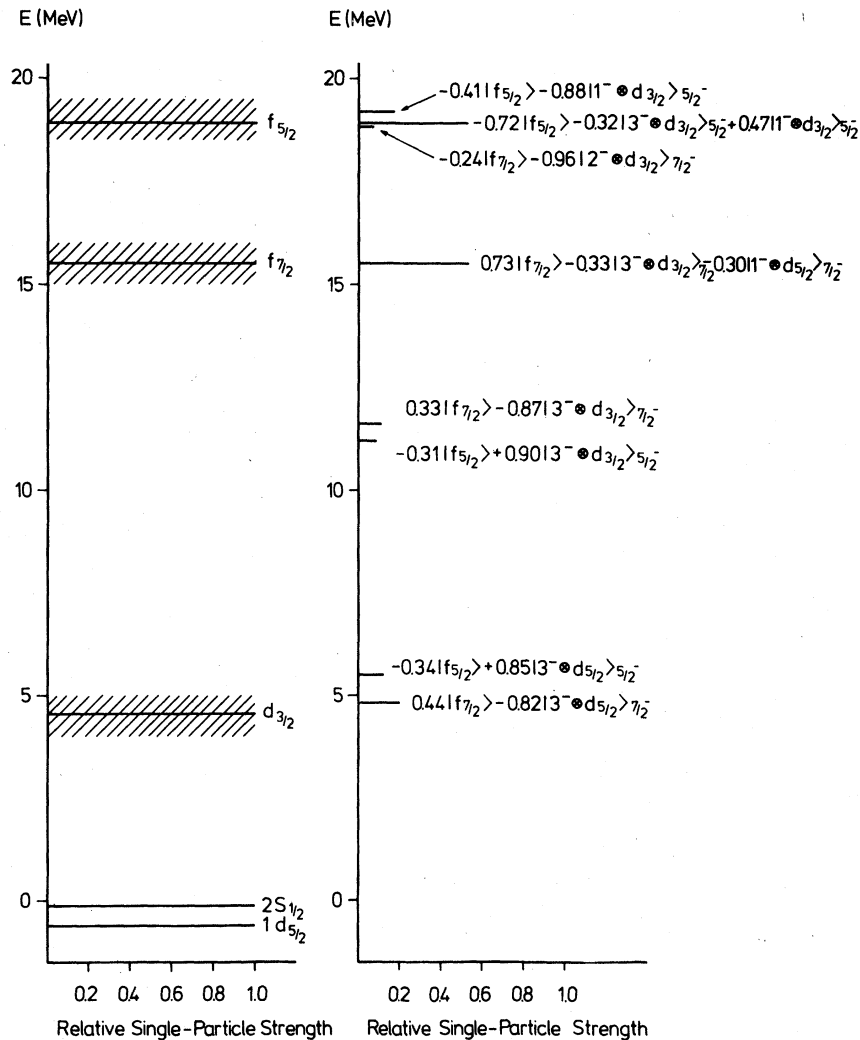 E (MeV)
20
15
10
5
0
f5/2
f7/2
d3/2
2S1/2
1d5/2
0.2 0.4 0.6 0.8 1.0
Relative Single-Particle Strength
E (MeV)
20
15
10
5
0
-0.41|f5/2⟩-0.88|1⁻⊗d3/2⟩5/2⁻
-0.72|f5/2⟩-0.32|3⁻⊗d3/2⟩5/2⁻+0.47|1⁻⊗d3/2⟩5/2⁻
-0.24|f7/2⟩-0.96|2⁻⊗d3/2⟩7/2⁻
0.73|f7/2⟩-0.33|3⁻⊗d3/2⟩7/2⁻-0.30|1⁻⊗d5/2⟩7/2⁻
0.33|f7/2⟩-0.87|3⁻⊗d3/2⟩7/2⁻
-0.31|f5/2⟩+0.90|3⁻⊗d3/2⟩5/2⁻
-0.34|f5/2⟩+0.85|3⁻⊗d5/2⟩5/2⁻
0.44|f7/2⟩-0.82|3⁻⊗d5/2⟩7/2⁻
0.2 0.4 0.6 0.8 1.0
Relative Single-Particle Strength